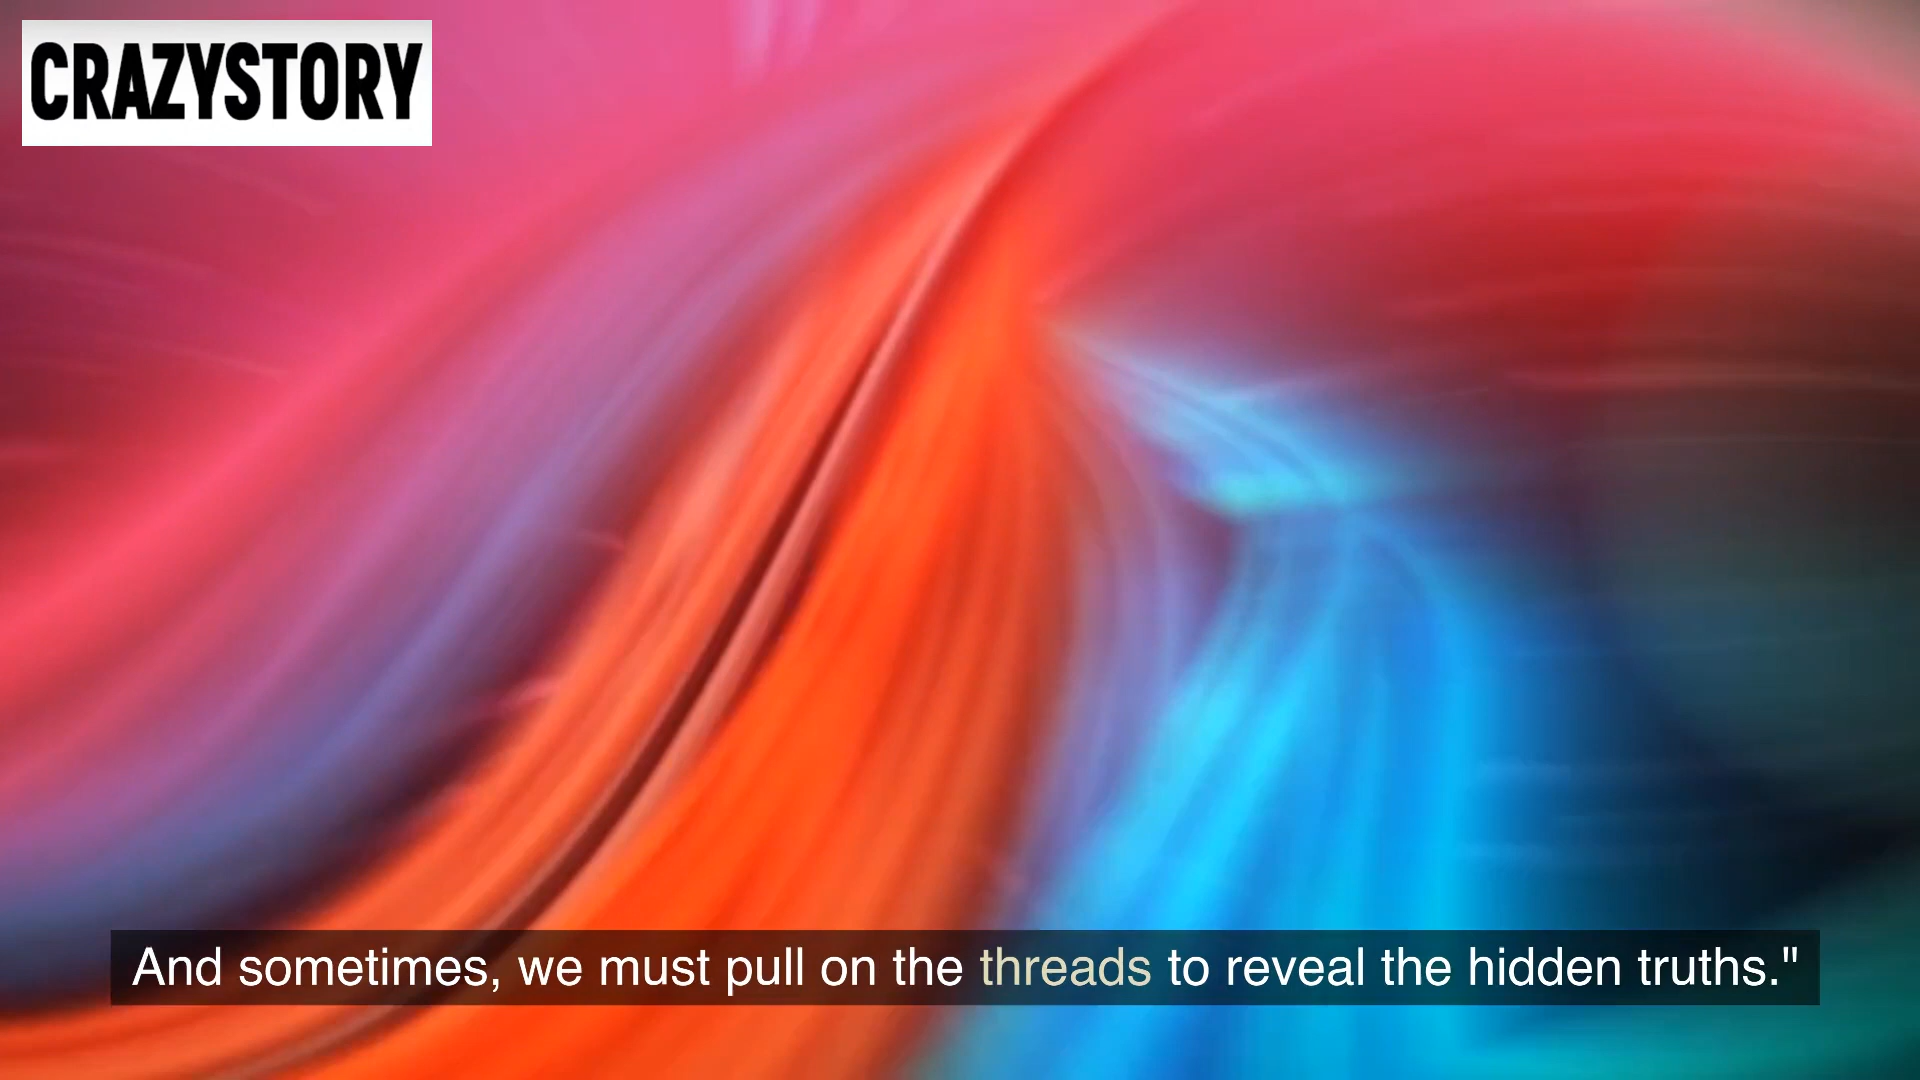 CRAZYSTORY
And sometimes, we must pull on the threads to reveal the hidden truths."